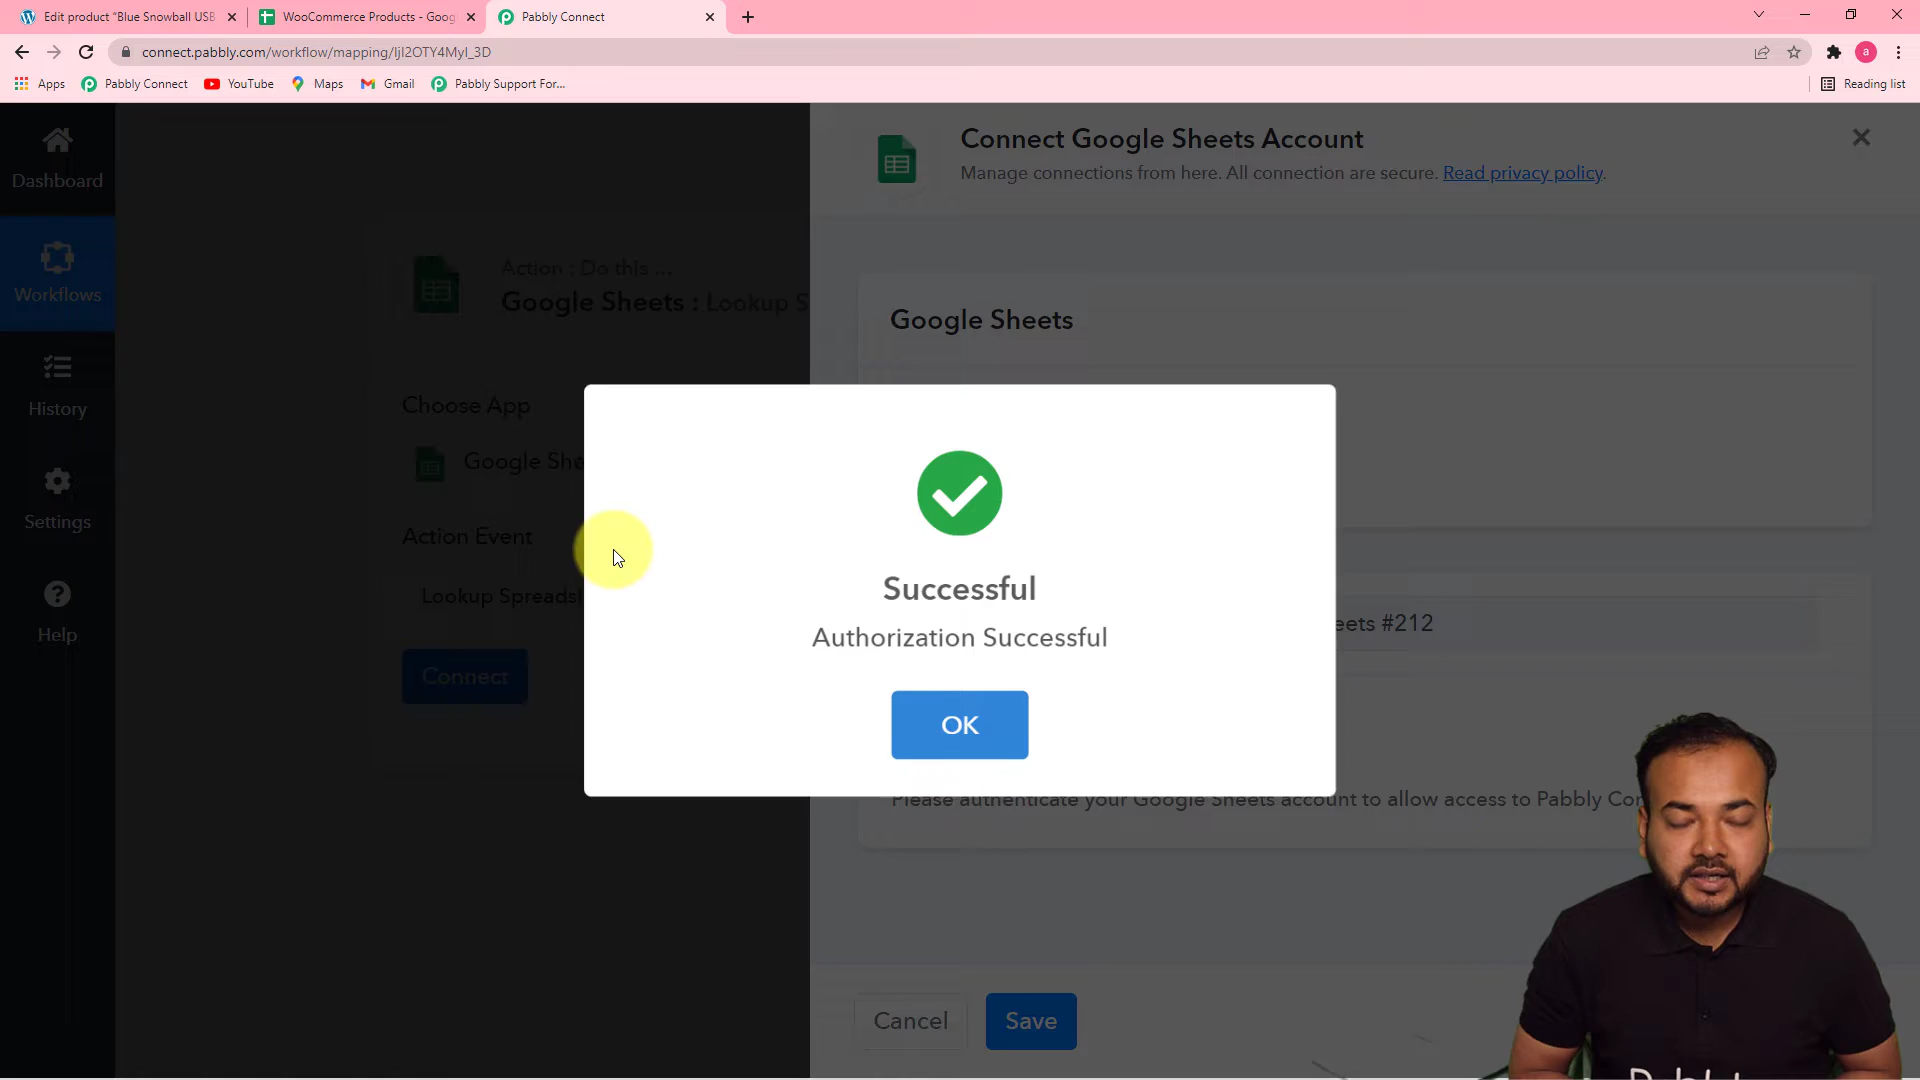 Edit product “Blue Snowball USB
WooCommerce Products - Goog
Pabbly Connect
connect.pabbly.com/workflow/mapping/IjI2OTY4MyI_3D
a
Apps
Pabbly Connect
YouTube
Maps
Gmail
Pabbly Support For...
Reading list
Dashboard
Workflows
History
Settings
Help
Action : Do this ...
Google Sheets : Lookup S
Choose App
Google She
Action Event
Lookup Spreads
Connect
Connect Google Sheets Account
Manage connections from here. All connection are secure. Read privacy policy.
Google Sheets
eets #212
Please authenticate your Google Sheets account to allow access to Pabbly Con
Cancel
Save
Successful
Authorization Successful
OK